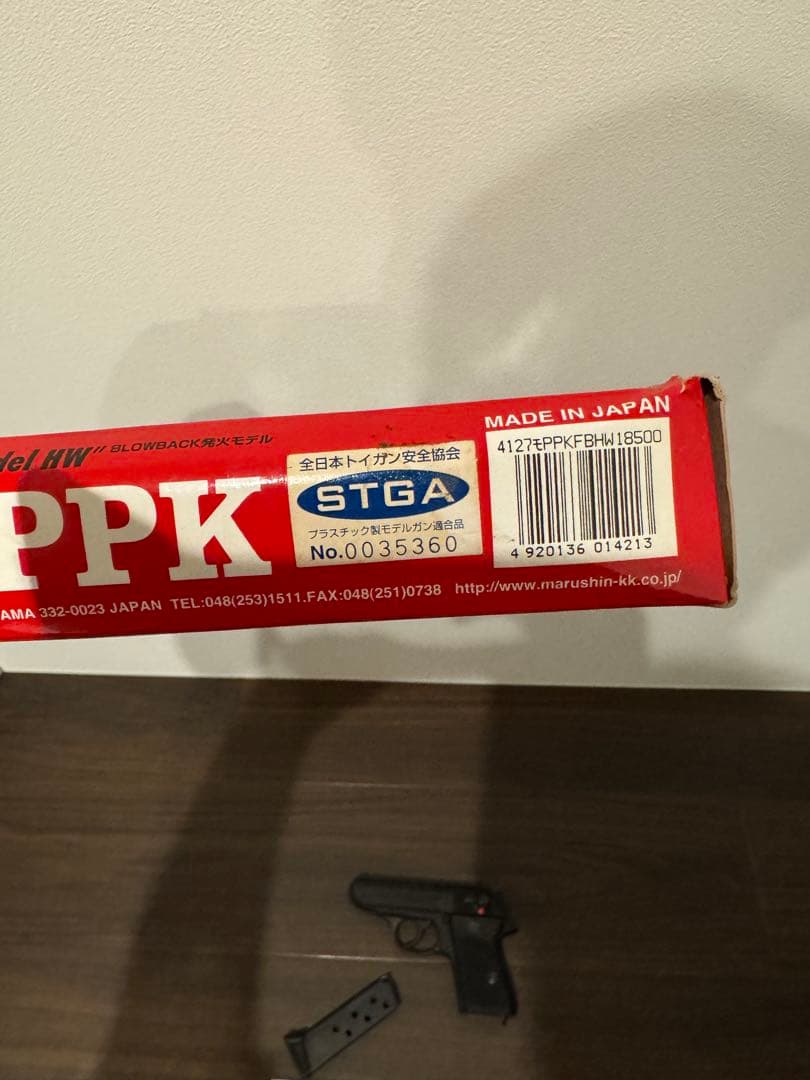 del HW" BLOWBACK発火モデル
PPK
AMA 332-0023 JAPAN TEL:048(253)1511.FAX:048(251)0738 http://www.marushin-kk.co.jp/
全日本トイガン安全協会
STGA
プラスチック製モデルガン適合品
No.0035360
MADE IN JAPAN
4127モPPKFBHW18500
4 920136 014213